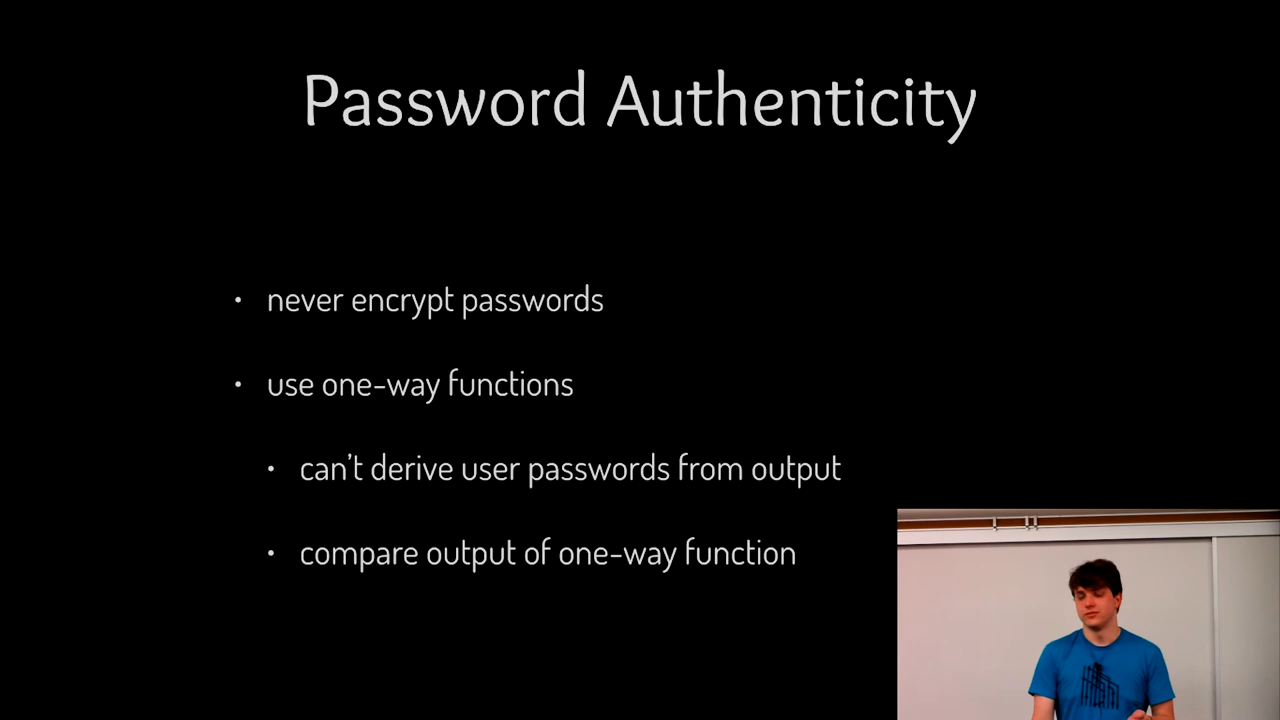 Password Authenticity
• never encrypt passwords
• use one-way functions
• can't derive user passwords from output
• compare output of one-way function